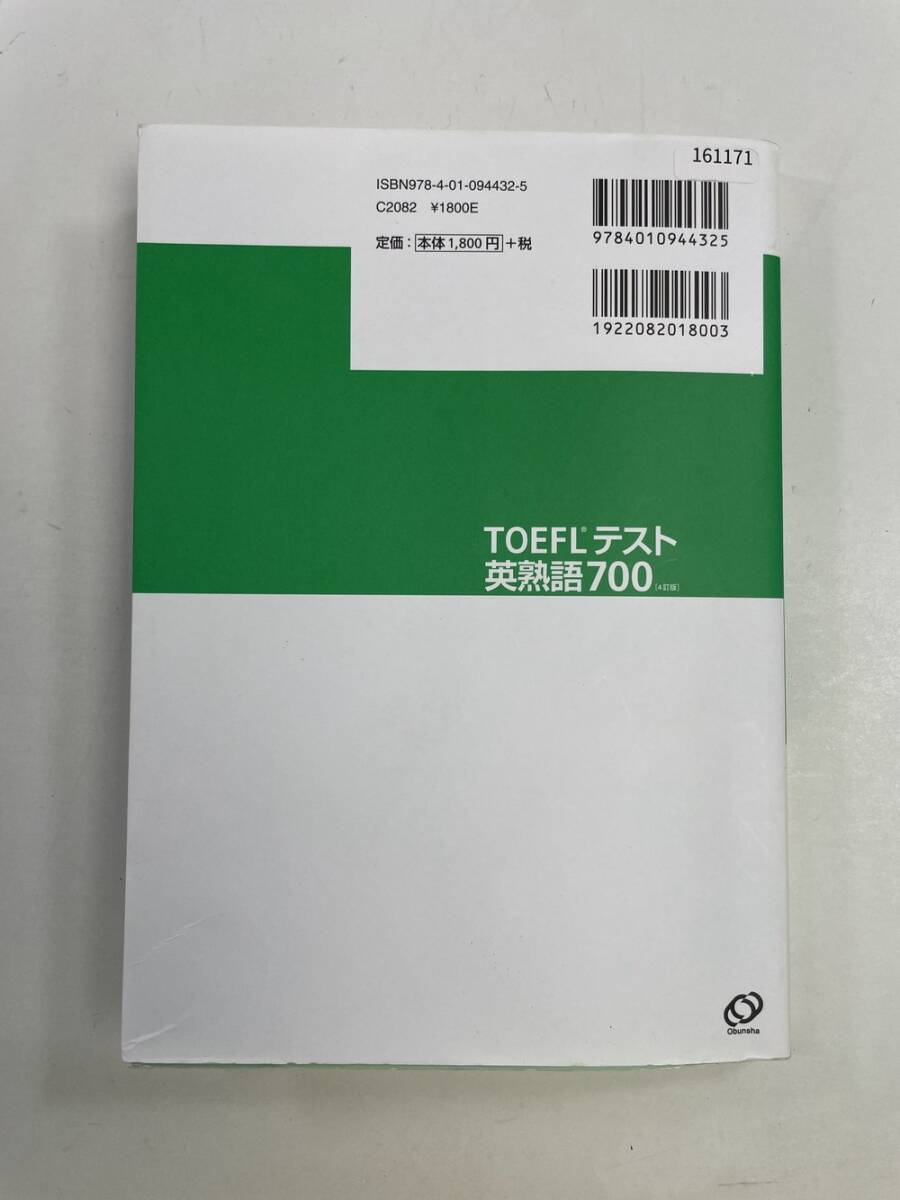 161171
ISBN978-4-01-094432-5
C2082 ¥1800E
定価：本体1,800円+税
9784010944325
1922082018003
TOEFL®テスト
英熟語700[4訂版]
Obunsha